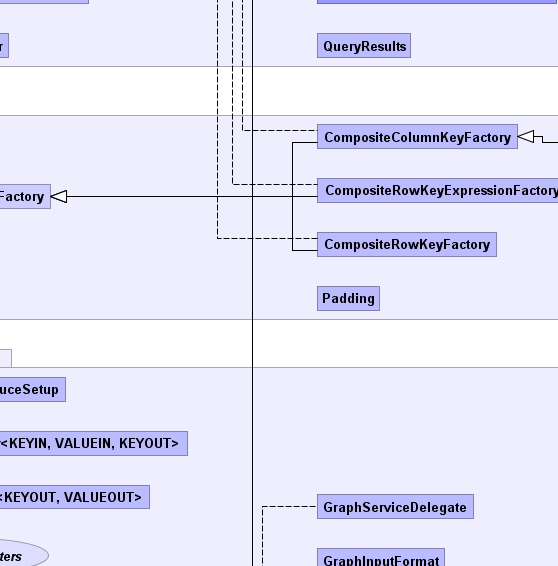 r
QueryResults
CompositeColumnKeyFactory
Factory
CompositeRowKeyExpressionFactory
CompositeRowKeyFactory
Padding
uceSetup
<KEYIN, VALUEIN, KEYOUT>
<KEYOUT, VALUEOUT>
GraphServiceDelegate
ters
GraphInputFormat